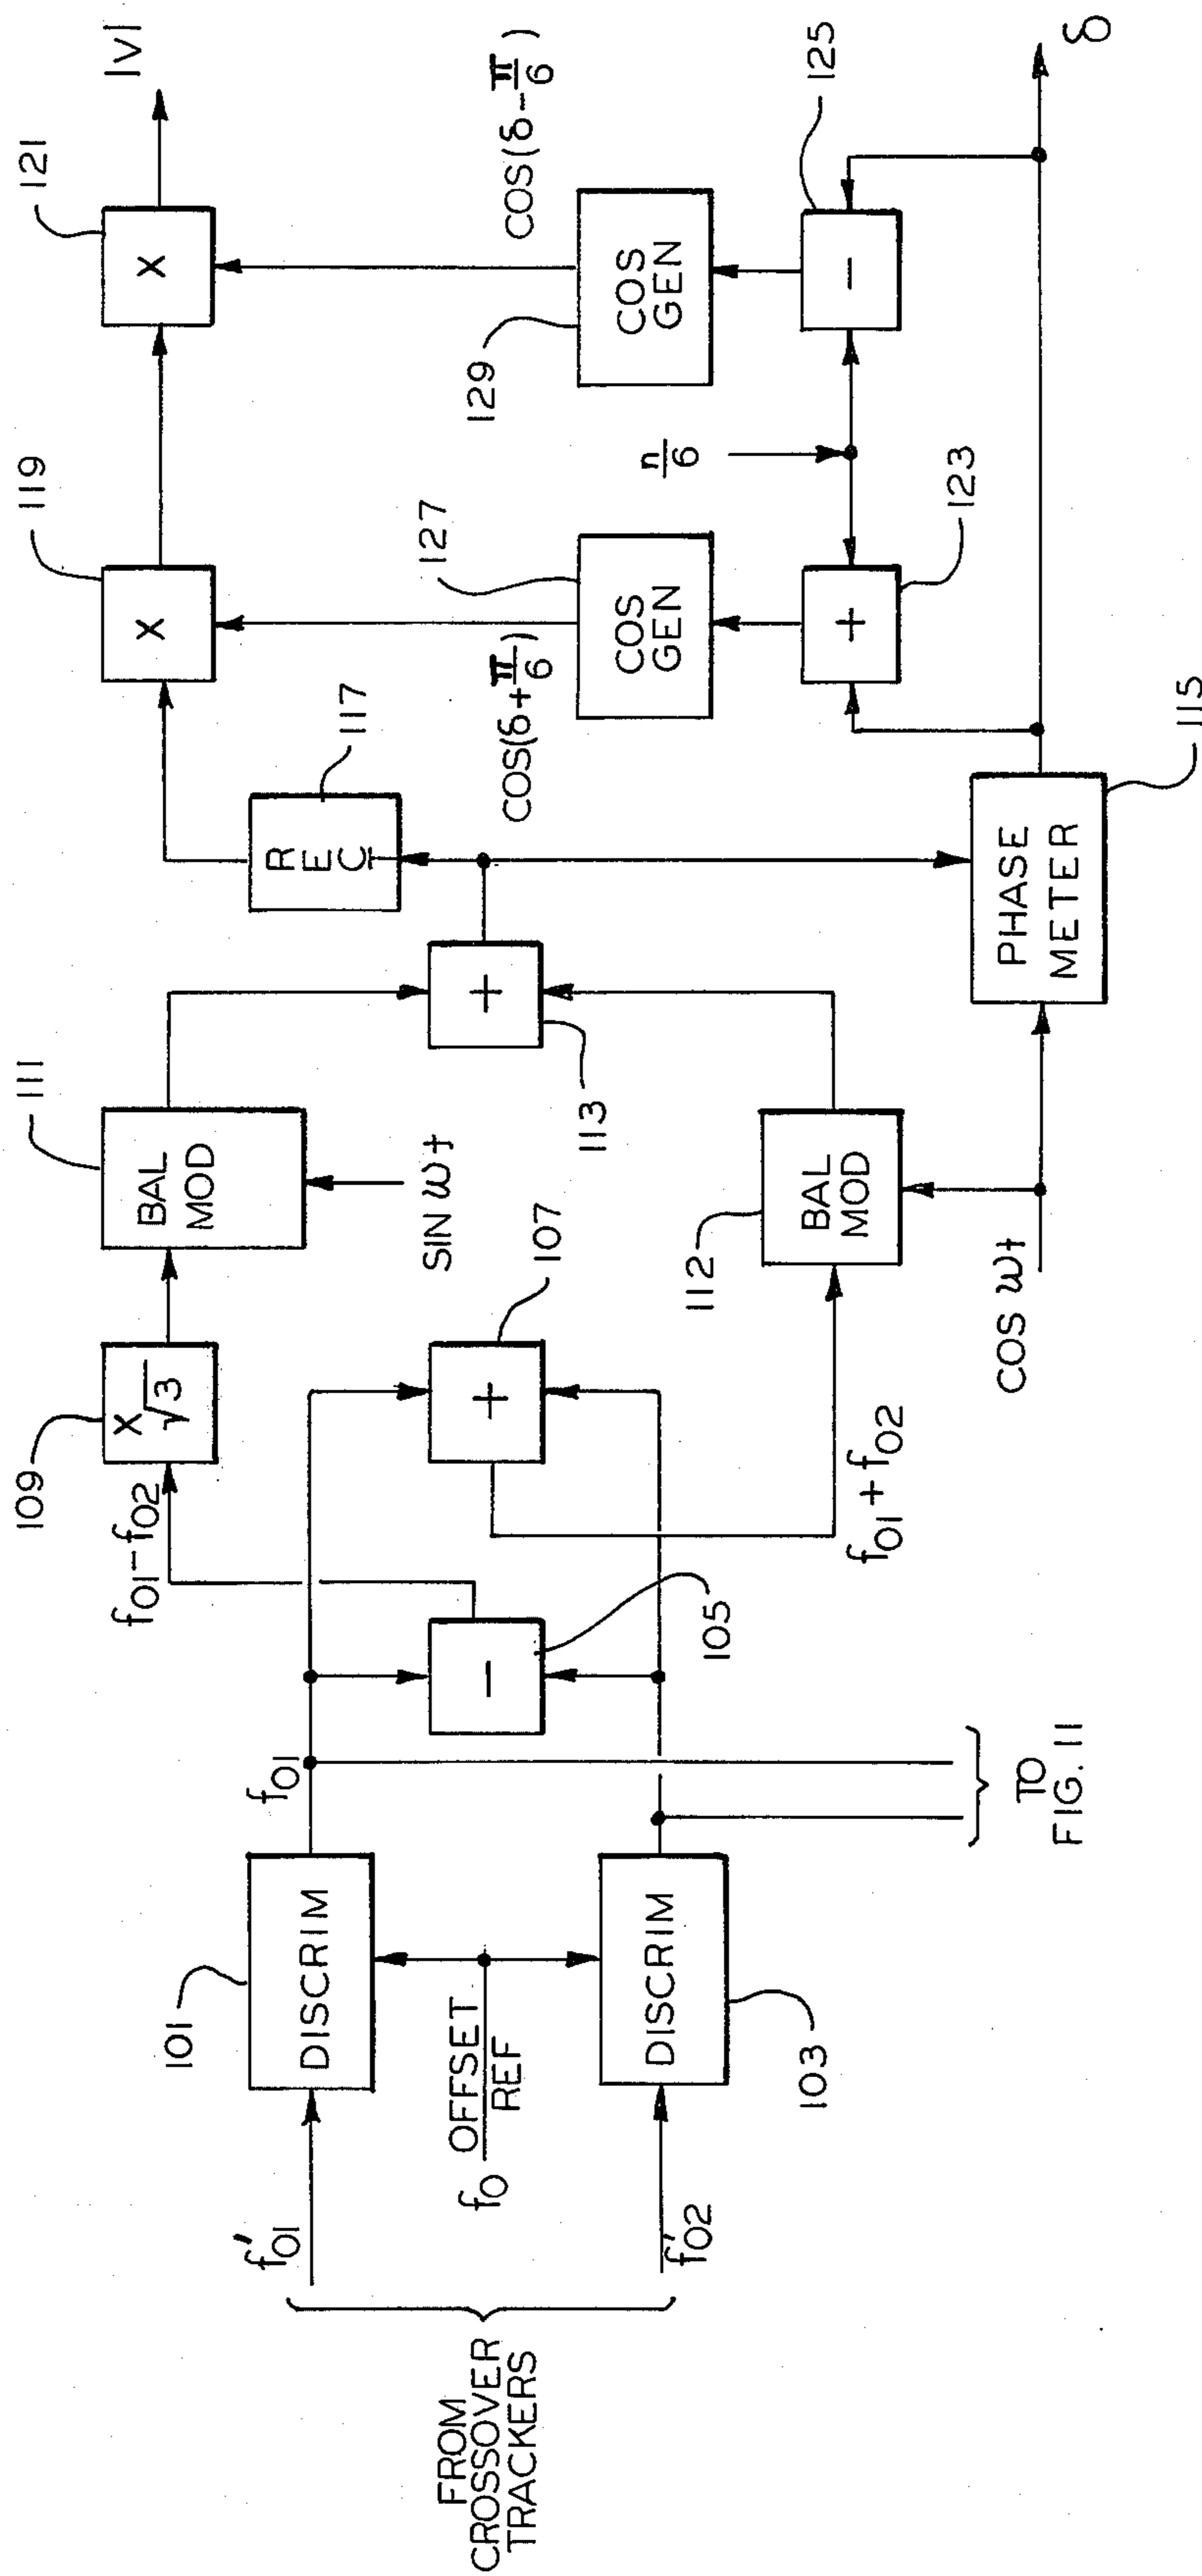 FROM
CROSSOVER
TRACKERS
f'01
f'02
f0 OFFSET
REF
101
DISCRIM
DISCRIM
103
f01
TO
FIG. 11
105
−
f01−f02
107
+
f01+f02
109
X
√3
111
BAL
MOD
SIN ωt
112
BAL
MOD
COS ωt
113
+
REC
117
PHASE
METER
115
119
X
COS(δ+π/6)
127
COS
GEN
+
123
n/6
121
X
|V|
COS(δ−π/6)
129
COS
GEN
−
125
δ